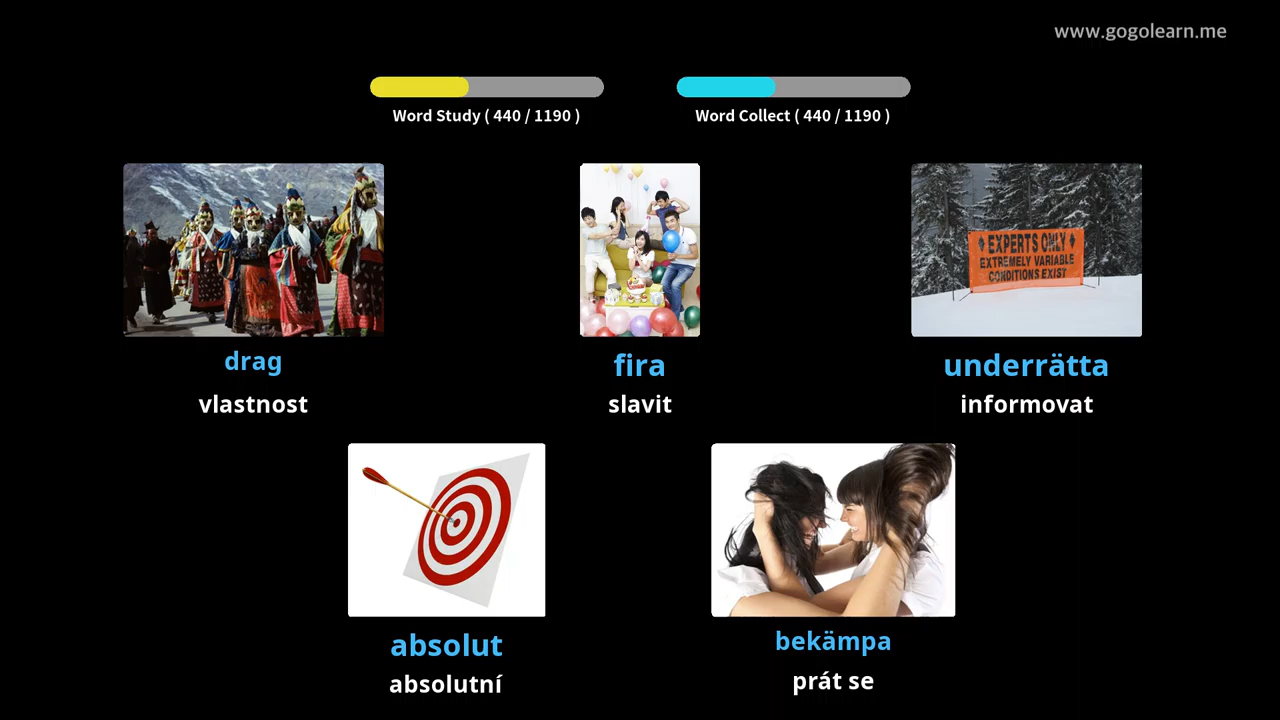 www.gogolearn.me
Word Study ( 440 / 1190 )
Word Collect ( 440 / 1190 )
EXPERTS ONLY
EXTREMELY VARIABLE
CONDITIONS EXIST
drag
vlastnost
fira
slavit
underrätta
informovat
absolut
absolutní
bekämpa
prát se